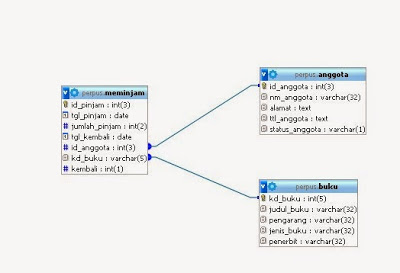 perpus.meminjam
id_pinjam : int(3)
tgl_pinjam : date
jumlah_pinjam : int(2)
tgl_kembali : date
id_anggota : int(3)
kd_buku : varchar(5)
kembali : int(1)
perpus.anggota
id_anggota : int(3)
nm_anggota : varchar(32)
alamat : text
ttl_anggota : text
status_anggota : varchar(1)
perpus.buku
kd_buku : int(5)
judul_buku : varchar(32)
pengarang : varchar(32)
jenis_buku : varchar(32)
penerbit : varchar(32)